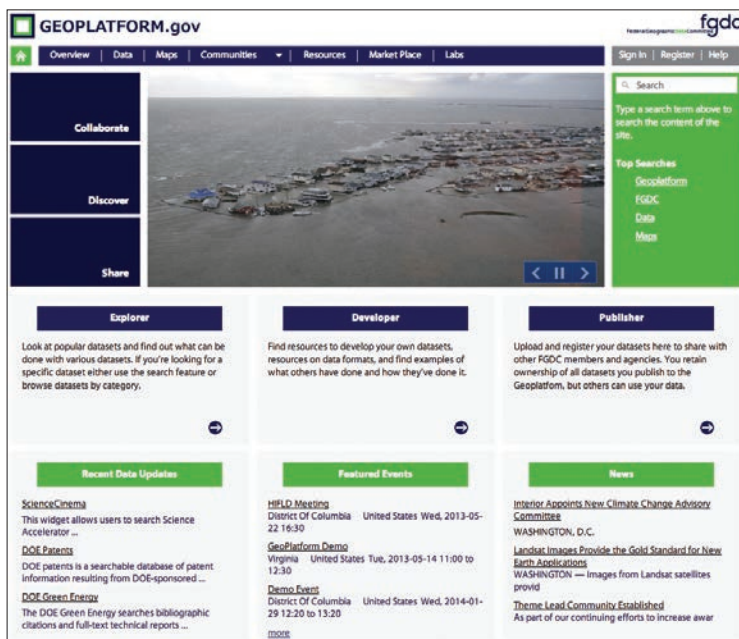 GEOPLATFORM.gov
fgdc
FederalGeographicDataCommittee
Overview | Data | Maps | Communities | Resources | Market Place | Labs
Sign In | Register | Help
Collaborate
Discover
Share
Search
Type a search term above to
search the content of the
site.
Top Searches
Geoplatform
FGDC
Data
Maps
Explorer
Look at popular datasets and find out what can be
done with various datasets. If you're looking for a
specific dataset either use the search feature or
browse datasets by category.
Developer
Find resources to develop your own datasets,
resources on data formats, and find examples of
what others have done and how they've done it.
Publisher
Upload and register your datasets here to share with
other FGDC members and agencies. You retain
ownership of all datasets you publish to the
Geoplatfom, but others can use your data.
Recent Data Updates
ScienceCinema
This widget allows users to search Science
Accelerator ...
DOE Patents
DOE patents is a searchable database of patent
information resulting from DOE-sponsored ...
DOE Green Energy
The DOE Green Energy searches bibliographic
citations and full-text technical reports ...
Featured Events
HIFLD Meeting
District Of Columbia United States Wed, 2013-05-
22 16:30
GeoPlatform Demo
Virginia United States Tue, 2013-05-14 11:00 to
12:30
Demo Event
District Of Columbia United States Wed, 2014-01-
29 12:20 to 13:20
more
News
Interior Appoints New Climate Change Advisory
Committee
WASHINGTON, D.C.
Landsat Images Provide the Gold Standard for New
Earth Applications
WASHINGTON — Images from Landsat satellites
provid
Theme Lead Community Established
As part of our continuing efforts to increase awar